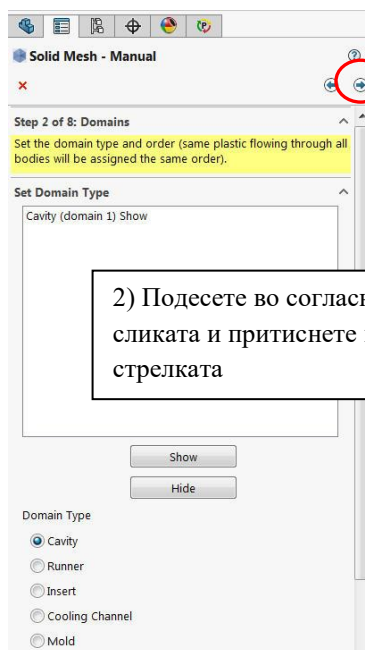 Solid Mesh - Manual
Step 2 of 8: Domains
Set the domain type and order (same plastic flowing through all
bodies will be assigned the same order).
Set Domain Type
Cavity (domain 1) Show
2) Подесете во
сликата и притиснете
стрелката
Show
Hide
Domain Type
Cavity
Runner
Insert
Cooling Channel
Mold